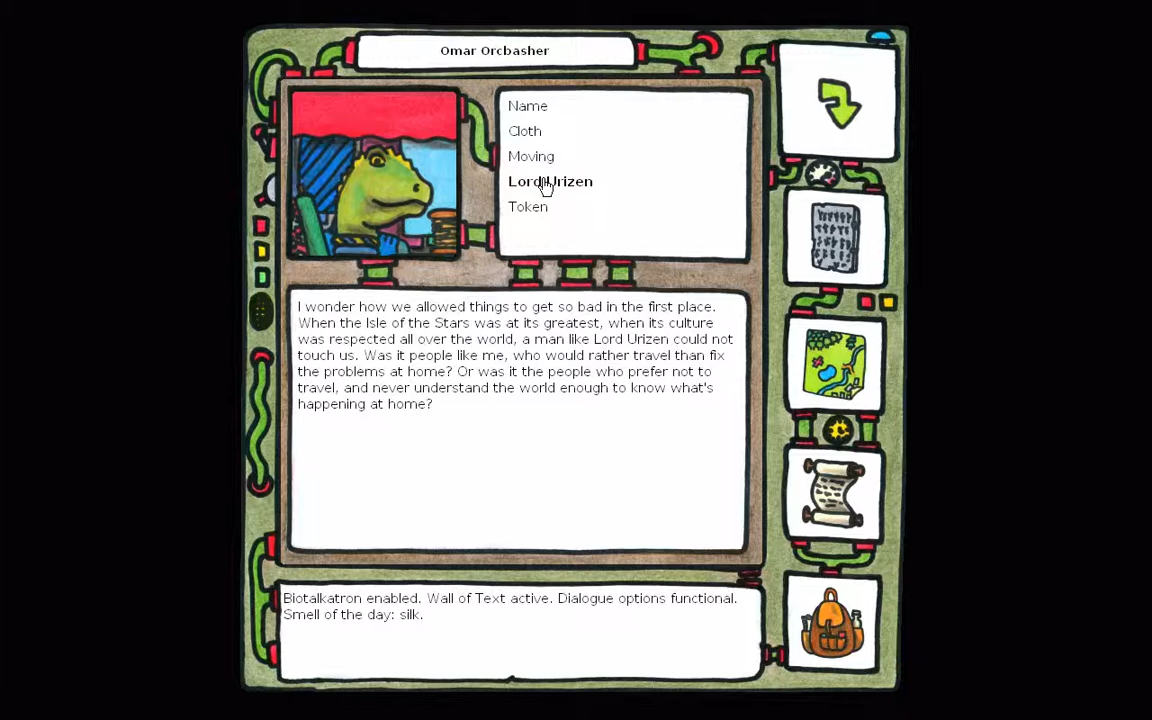 Omar Orcbasher
Name
Cloth
Moving
Lord Urizen
Token
I wonder how we allowed things to get so bad in the first place.
When the Isle of the Stars was at its greatest, when its culture
was respected all over the world, a man like Lord Urizen could not
touch us. Was it people like me, who would rather travel than fix
the problems at home? Or was it the people who prefer not to
travel, and never understand the world enough to know what's
happening at home?
Biotalkatron enabled. Wall of Text active. Dialogue options functional.
Smell of the day: silk.